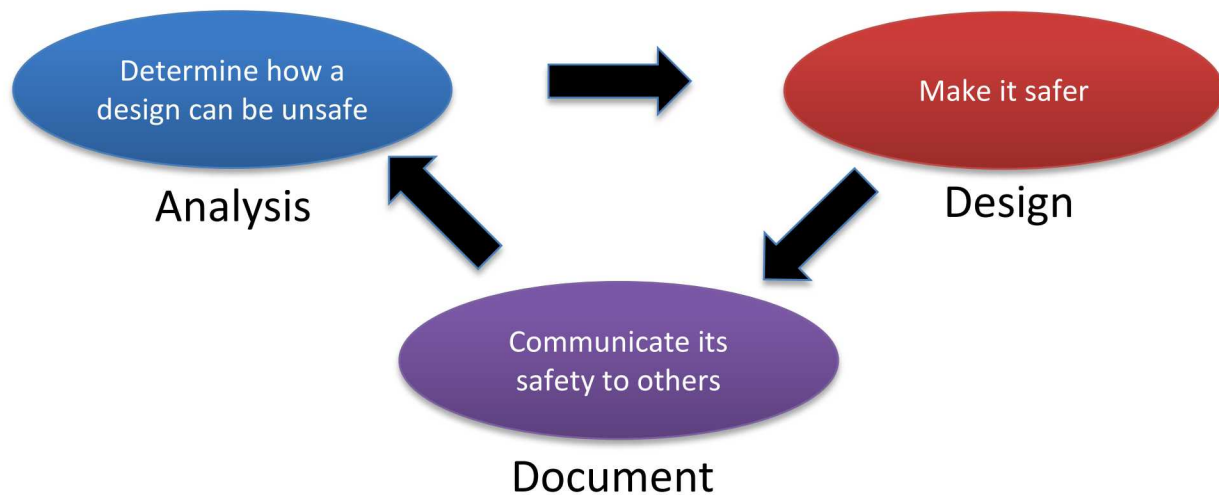 Determine how a
design can be unsafe
Analysis
Make it safer
Design
Communicate its
safety to others
Document